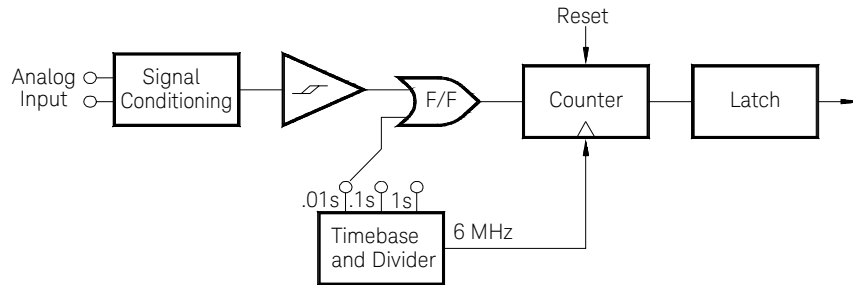 Reset
Analog
Input
Signal
Conditioning
F/F
Counter
Latch
.01s .1s 1s
6 MHz
Timebase
and Divider